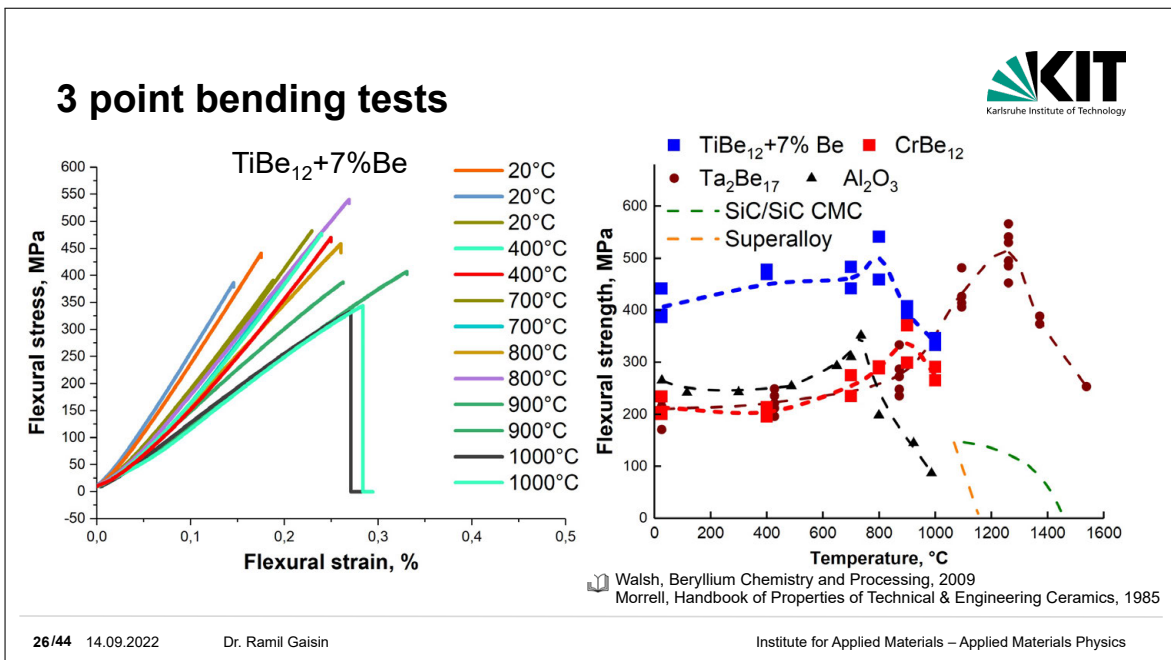 3 point bending tests
KIT
Karlsruhe Institute of Technology
TiBe₁₂+7%Be
Flexural stress, MPa
600
550
500
450
400
350
300
250
200
150
100
50
0
-50
0,0 0,1 0,2 0,3 0,4 0,5
Flexural strain, %
20°C
20°C
20°C
400°C
400°C
700°C
700°C
800°C
800°C
900°C
900°C
1000°C
1000°C
TiBe₁₂+7% Be CrBe₁₂
Ta₂Be₁₇ Al₂O₃
SiC/SiC CMC
Superalloy
Flexural strength, MPa
600
500
400
300
200
100
0
0 200 400 600 800 1000 1200 1400 1600
Temperature, °C
Walsh, Beryllium Chemistry and Processing, 2009
Morrell, Handbook of Properties of Technical & Engineering Ceramics, 1985
26/44 14.09.2022 Dr. Ramil Gaisin Institute for Applied Materials – Applied Materials Physics